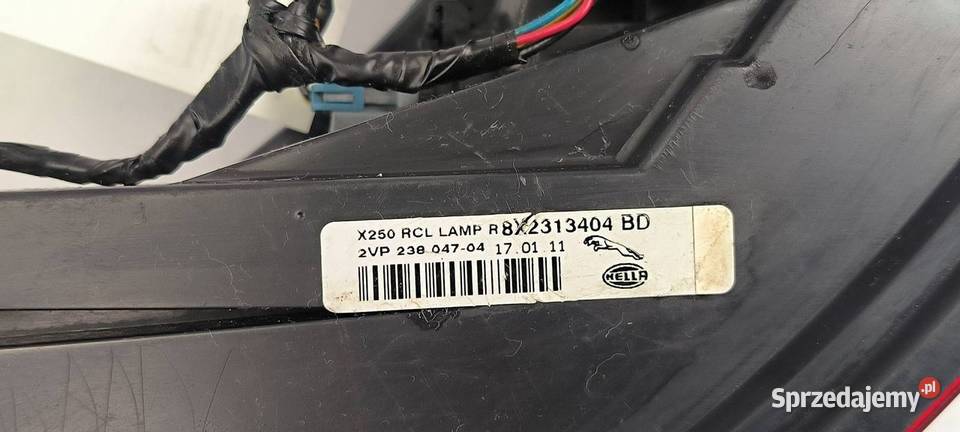 X250 RCL LAMP R 8X2313404 BD
2VP 238 047-04 17.01.11
HELLA
Sprzedajemy.pl